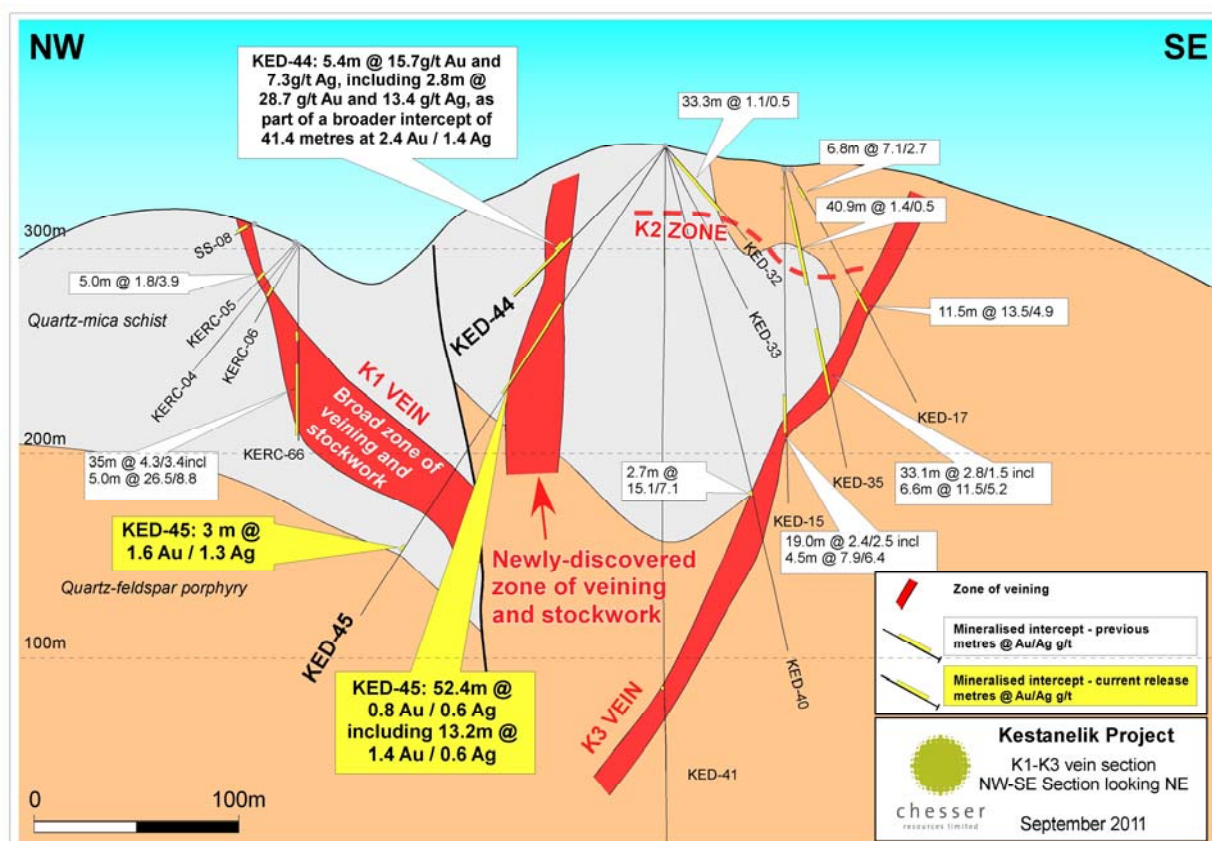 NW
SE
KED-44: 5.4m @ 15.7g/t Au and
7.3g/t Ag, including 2.8m @
28.7 g/t Au and 13.4 g/t Ag, as
part of a broader intercept of
41.4 metres at 2.4 Au / 1.4 Ag
33.3m @ 1.1/0.5
6.8m @ 7.1/2.7
40.9m @ 1.4/0.5
K2 ZONE
300m
SS-08
5.0m @ 1.8/3.9
KERC-05
KERC-06
KERC-04
Quartz-mica schist
KED-44
KED-32
KED-33
11.5m @ 13.5/4.9
K1 VEIN
Broad zone of
veining and
stockwork
KED-17
200m
35m @ 4.3/3.4incl
5.0m @ 26.5/8.8
KERC-66
2.7m @
15.1/7.1
KED-35
33.1m @ 2.8/1.5 incl
6.6m @ 11.5/5.2
KED-15
19.0m @ 2.4/2.5 incl
4.5m @ 7.9/6.4
KED-45: 3 m @
1.6 Au / 1.3 Ag
Newly-discovered
zone of veining
and stockwork
Quartz-feldspar porphyry
KED-45
100m
KED-45: 52.4m @
0.8 Au / 0.6 Ag
including 13.2m @
1.4 Au / 0.6 Ag
K3 VEIN
KED-40
KED-41
Zone of veining
Mineralised intercept - previous
metres @ Au/Ag g/t
Mineralised intercept - current release
metres @ Au/Ag g/t
0
100m
Kestanelik Project
K1-K3 vein section
NW-SE Section looking NE
September 2011
chesser
resources limited